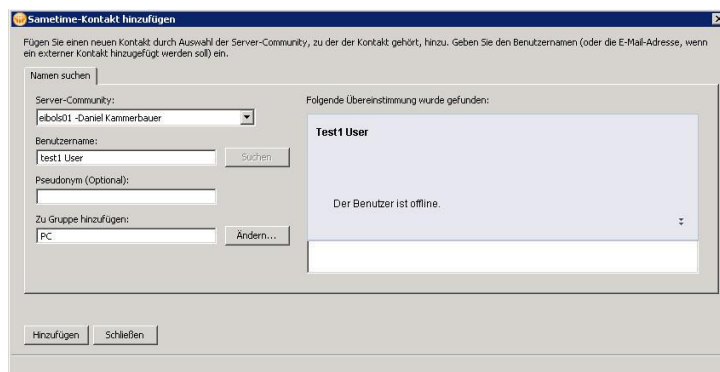 Sametime-Kontakt hinzufügen
Fügen Sie einen neuen Kontakt durch Auswahl der Server-Community, zu der der Kontakt gehört, hinzu. Geben Sie den Benutzernamen (oder die E-Mail-Adresse, wenn
ein externer Kontakt hinzugefügt werden soll) ein.
Namen suchen
Server-Community:
eibols01 -Daniel Kammerbauer
Benutzername:
test1 User
Suchen
Pseudonym (Optional):
Zu Gruppe hinzufügen:
PC
Ändern...
Folgende Übereinstimmung wurde gefunden:
Test1 User
Der Benutzer ist offline.
Hinzufügen
Schließen